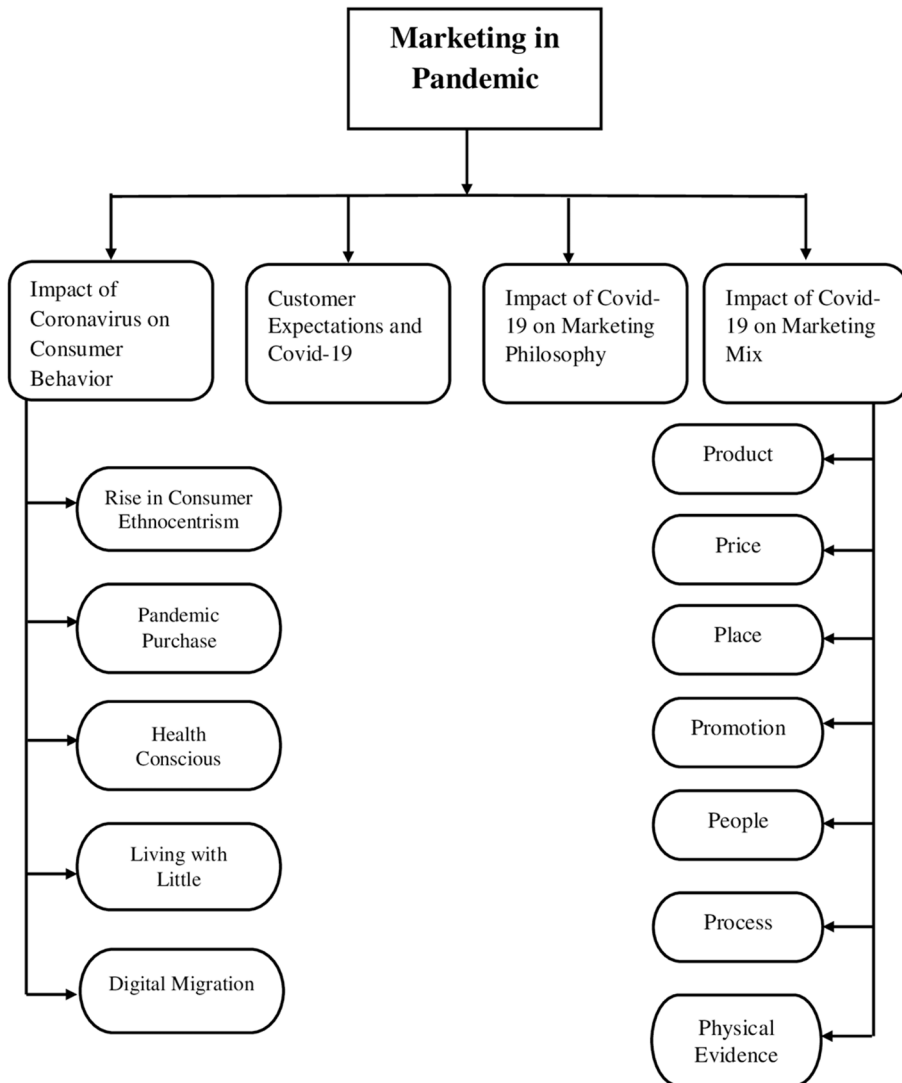 Marketing in
Pandemic
Impact of
Coronavirus on
Consumer
Behavior
Customer
Expectations and
Covid-19
Impact of Covid-
19 on Marketing
Philosophy
Impact of Covid-
19 on Marketing
Mix
Rise in Consumer
Ethnocentrism
Pandemic
Purchase
Health
Conscious
Living with
Little
Digital Migration
Product
Price
Place
Promotion
People
Process
Physical
Evidence